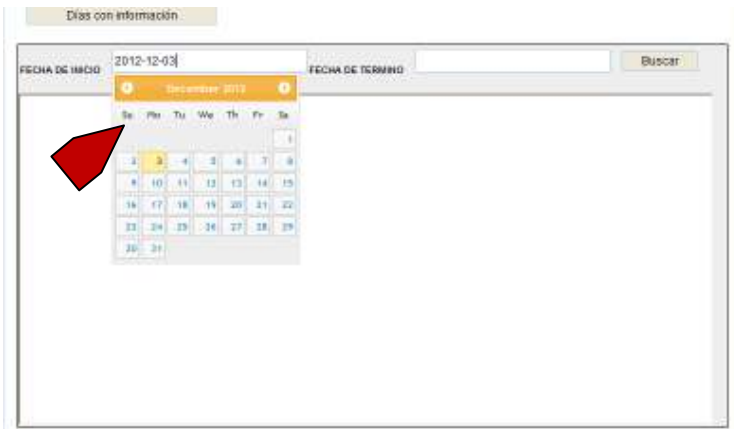 Días con información
FECHA DE INICIO 2012-12-03 FECHA DE TERMINO Buscar
December 2012
Su Mo Tu We Th Fr Sa
1
2 3 4 5 6 7 8
9 10 11 12 13 14 15
16 17 18 19 20 21 22
23 24 25 26 27 28 29
30 31